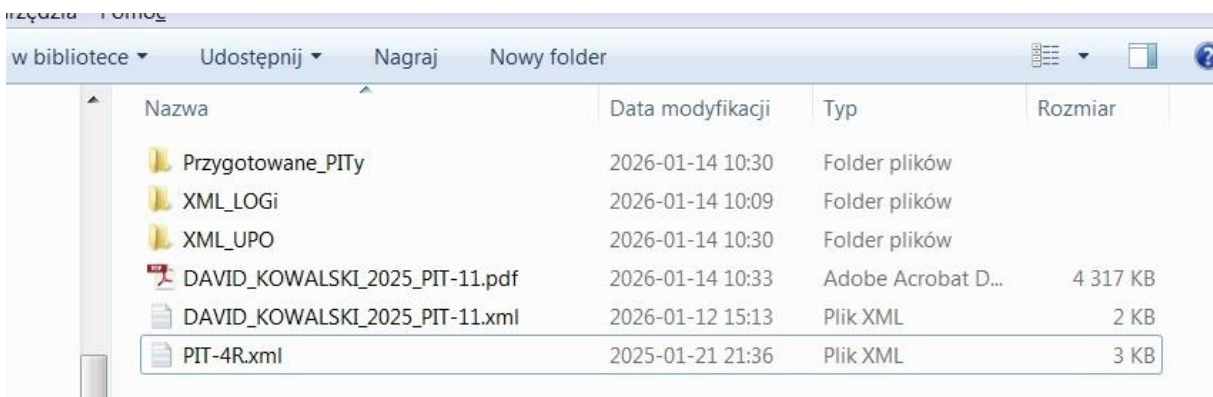 w bibliotece Udostępnij Nagraj Nowy folder
Nazwa Data modyfikacji Typ Rozmiar
Przygotowane_PITy 2026-01-14 10:30 Folder plików
XML_LOGi 2026-01-14 10:09 Folder plików
XML_UPO 2026-01-14 10:30 Folder plików
DAVID_KOWALSKI_2025_PIT-11.pdf 2026-01-14 10:33 Adobe Acrobat D... 4 317 KB
DAVID_KOWALSKI_2025_PIT-11.xml 2026-01-12 15:13 Plik XML 2 KB
PIT-4R.xml 2025-01-21 21:36 Plik XML 3 KB